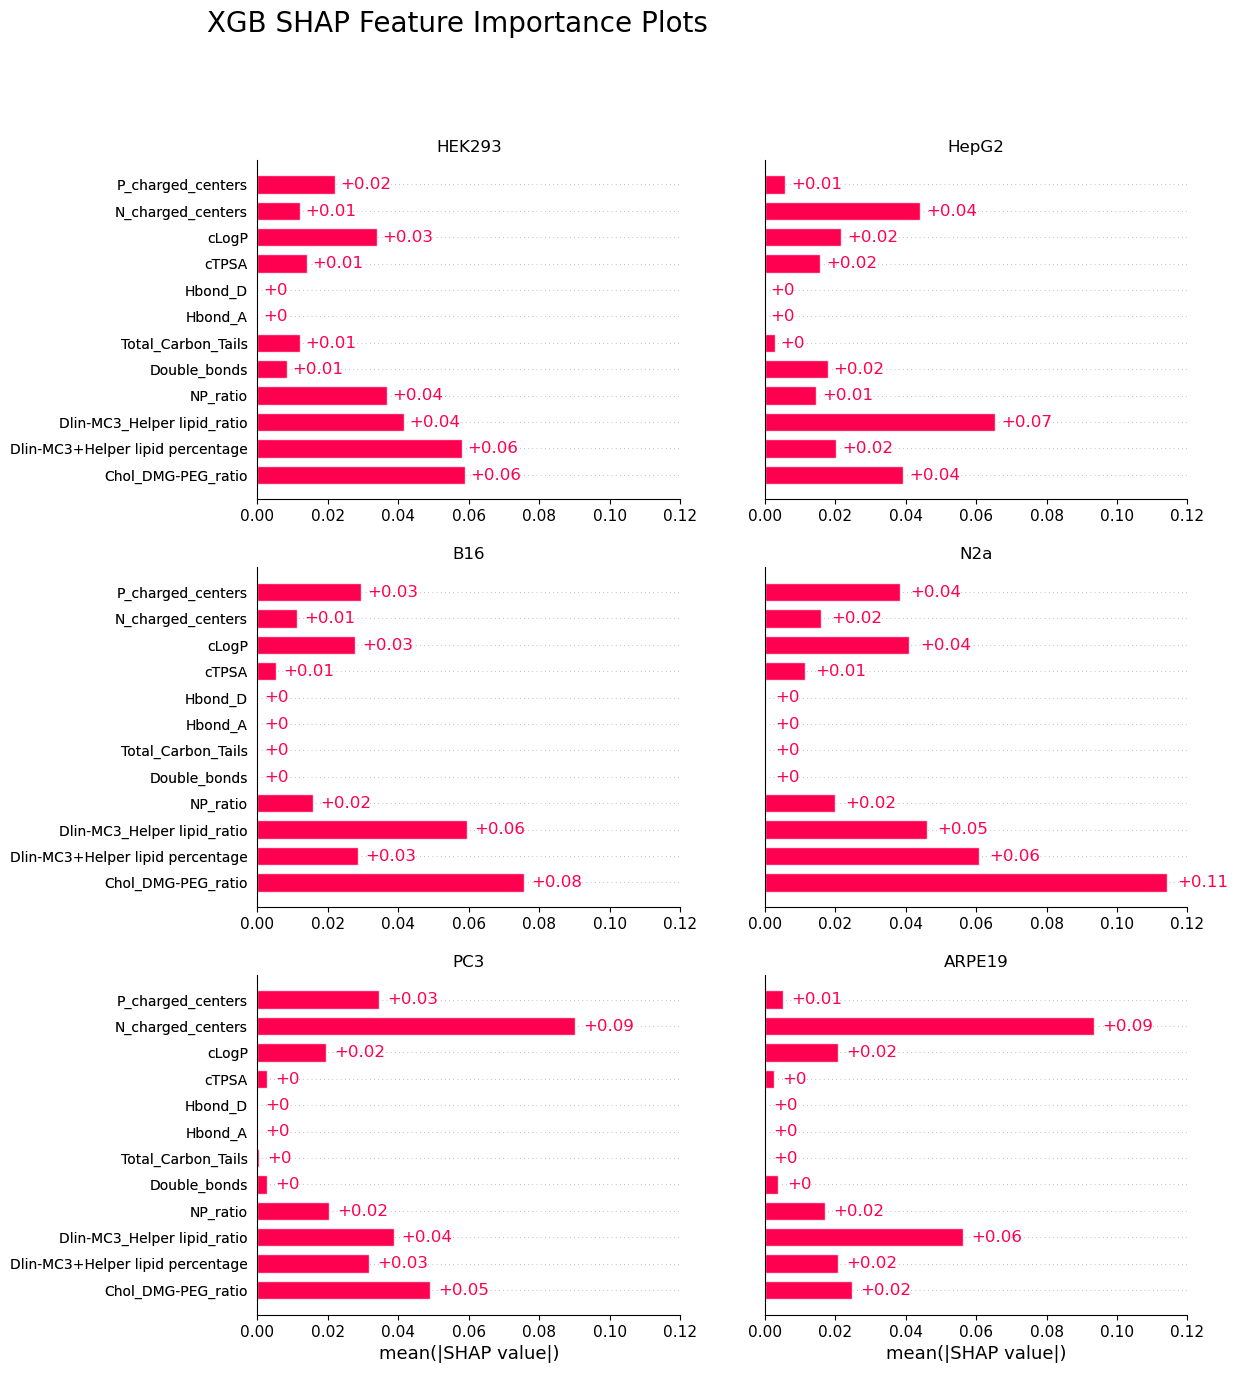 XGB SHAP Feature Importance Plots
HEK293
P_charged_centers +0.02
N_charged_centers +0.01
cLogP +0.03
cTPSA +0.01
Hbond_D +0
Hbond_A +0
Total_Carbon_Tails +0.01
Double_bonds +0.01
NP_ratio +0.04
Dlin-MC3_Helper lipid_ratio +0.04
Dlin-MC3+Helper lipid percentage +0.06
Chol_DMG-PEG_ratio +0.06
0.00 0.02 0.04 0.06 0.08 0.10 0.12
HepG2
+0.01
+0.04
+0.02
+0.02
+0
+0
+0
+0.02
+0.01
+0.07
+0.02
+0.04
0.00 0.02 0.04 0.06 0.08 0.10 0.12
B16
P_charged_centers +0.03
N_charged_centers +0.01
cLogP +0.03
cTPSA +0.01
Hbond_D +0
Hbond_A +0
Total_Carbon_Tails +0
Double_bonds +0
NP_ratio +0.02
Dlin-MC3_Helper lipid_ratio +0.06
Dlin-MC3+Helper lipid percentage +0.03
Chol_DMG-PEG_ratio +0.08
0.00 0.02 0.04 0.06 0.08 0.10 0.12
N2a
+0.04
+0.02
+0.04
+0.01
+0
+0
+0
+0
+0.02
+0.05
+0.06
+0.11
0.00 0.02 0.04 0.06 0.08 0.10 0.12
PC3
P_charged_centers +0.03
N_charged_centers +0.09
cLogP +0.02
cTPSA +0
Hbond_D +0
Hbond_A +0
Total_Carbon_Tails +0
Double_bonds +0
NP_ratio +0.02
Dlin-MC3_Helper lipid_ratio +0.04
Dlin-MC3+Helper lipid percentage +0.03
Chol_DMG-PEG_ratio +0.05
0.00 0.02 0.04 0.06 0.08 0.10 0.12
mean(|SHAP value|)
ARPE19
+0.01
+0.09
+0.02
+0
+0
+0
+0
+0
+0.02
+0.06
+0.02
+0.02
0.00 0.02 0.04 0.06 0.08 0.10 0.12
mean(|SHAP value|)